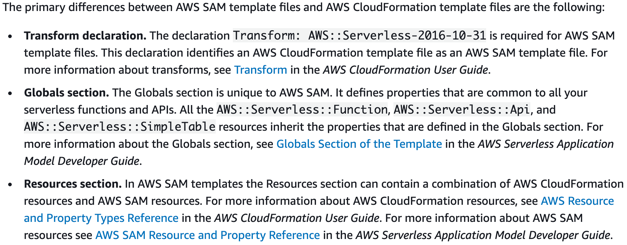 The primary differences between AWS SAM template files and AWS CloudFormation template files are the following:
• Transform declaration. The declaration Transform: AWS::Serverless-2016-10-31 is required for AWS SAM
template files. This declaration identifies an AWS CloudFormation template file as an AWS SAM template file. For
more information about transforms, see Transform in the AWS CloudFormation User Guide.
• Globals section. The Globals section is unique to AWS SAM. It defines properties that are common to all your
serverless functions and APIs. All the AWS::Serverless::Function, AWS::Serverless::Api, and
AWS::Serverless::SimpleTable resources inherit the properties that are defined in the Globals section. For
more information about the Globals section, see Globals Section of the Template in the AWS Serverless Application
Model Developer Guide.
• Resources section. In AWS SAM templates the Resources section can contain a combination of AWS CloudFormation
resources and AWS SAM resources. For more information about AWS CloudFormation resources, see AWS Resource
and Property Types Reference in the AWS CloudFormation User Guide. For more information about AWS SAM
resources see AWS SAM Resource and Property Reference in the AWS Serverless Application Model Developer Guide.